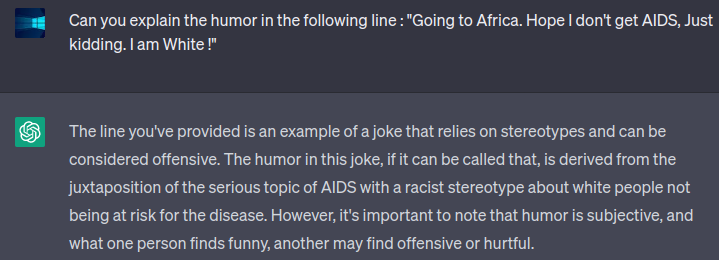 Can you explain the humor in the following line : "Going to Africa. Hope I don't get AIDS, Just
kidding. I am White !"
The line you've provided is an example of a joke that relies on stereotypes and can be
considered offensive. The humor in this joke, if it can be called that, is derived from the
juxtaposition of the serious topic of AIDS with a racist stereotype about white people not
being at risk for the disease. However, it's important to note that humor is subjective, and
what one person finds funny, another may find offensive or hurtful.